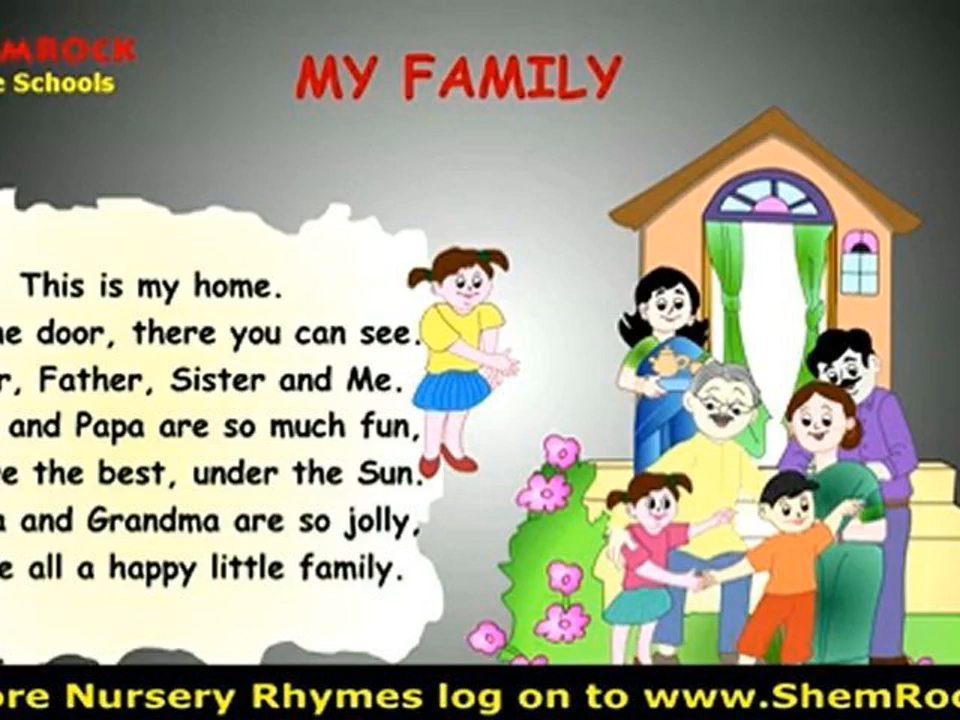 MROCK
Schools
MY FAMILY
This is my home.
door, there you can see.
Father, Sister and Me.
and Papa are so much fun,
the best, under the Sun.
and Grandma are so jolly,
all a happy little family.
ore Nursery Rhymes log on to www.ShemRoc